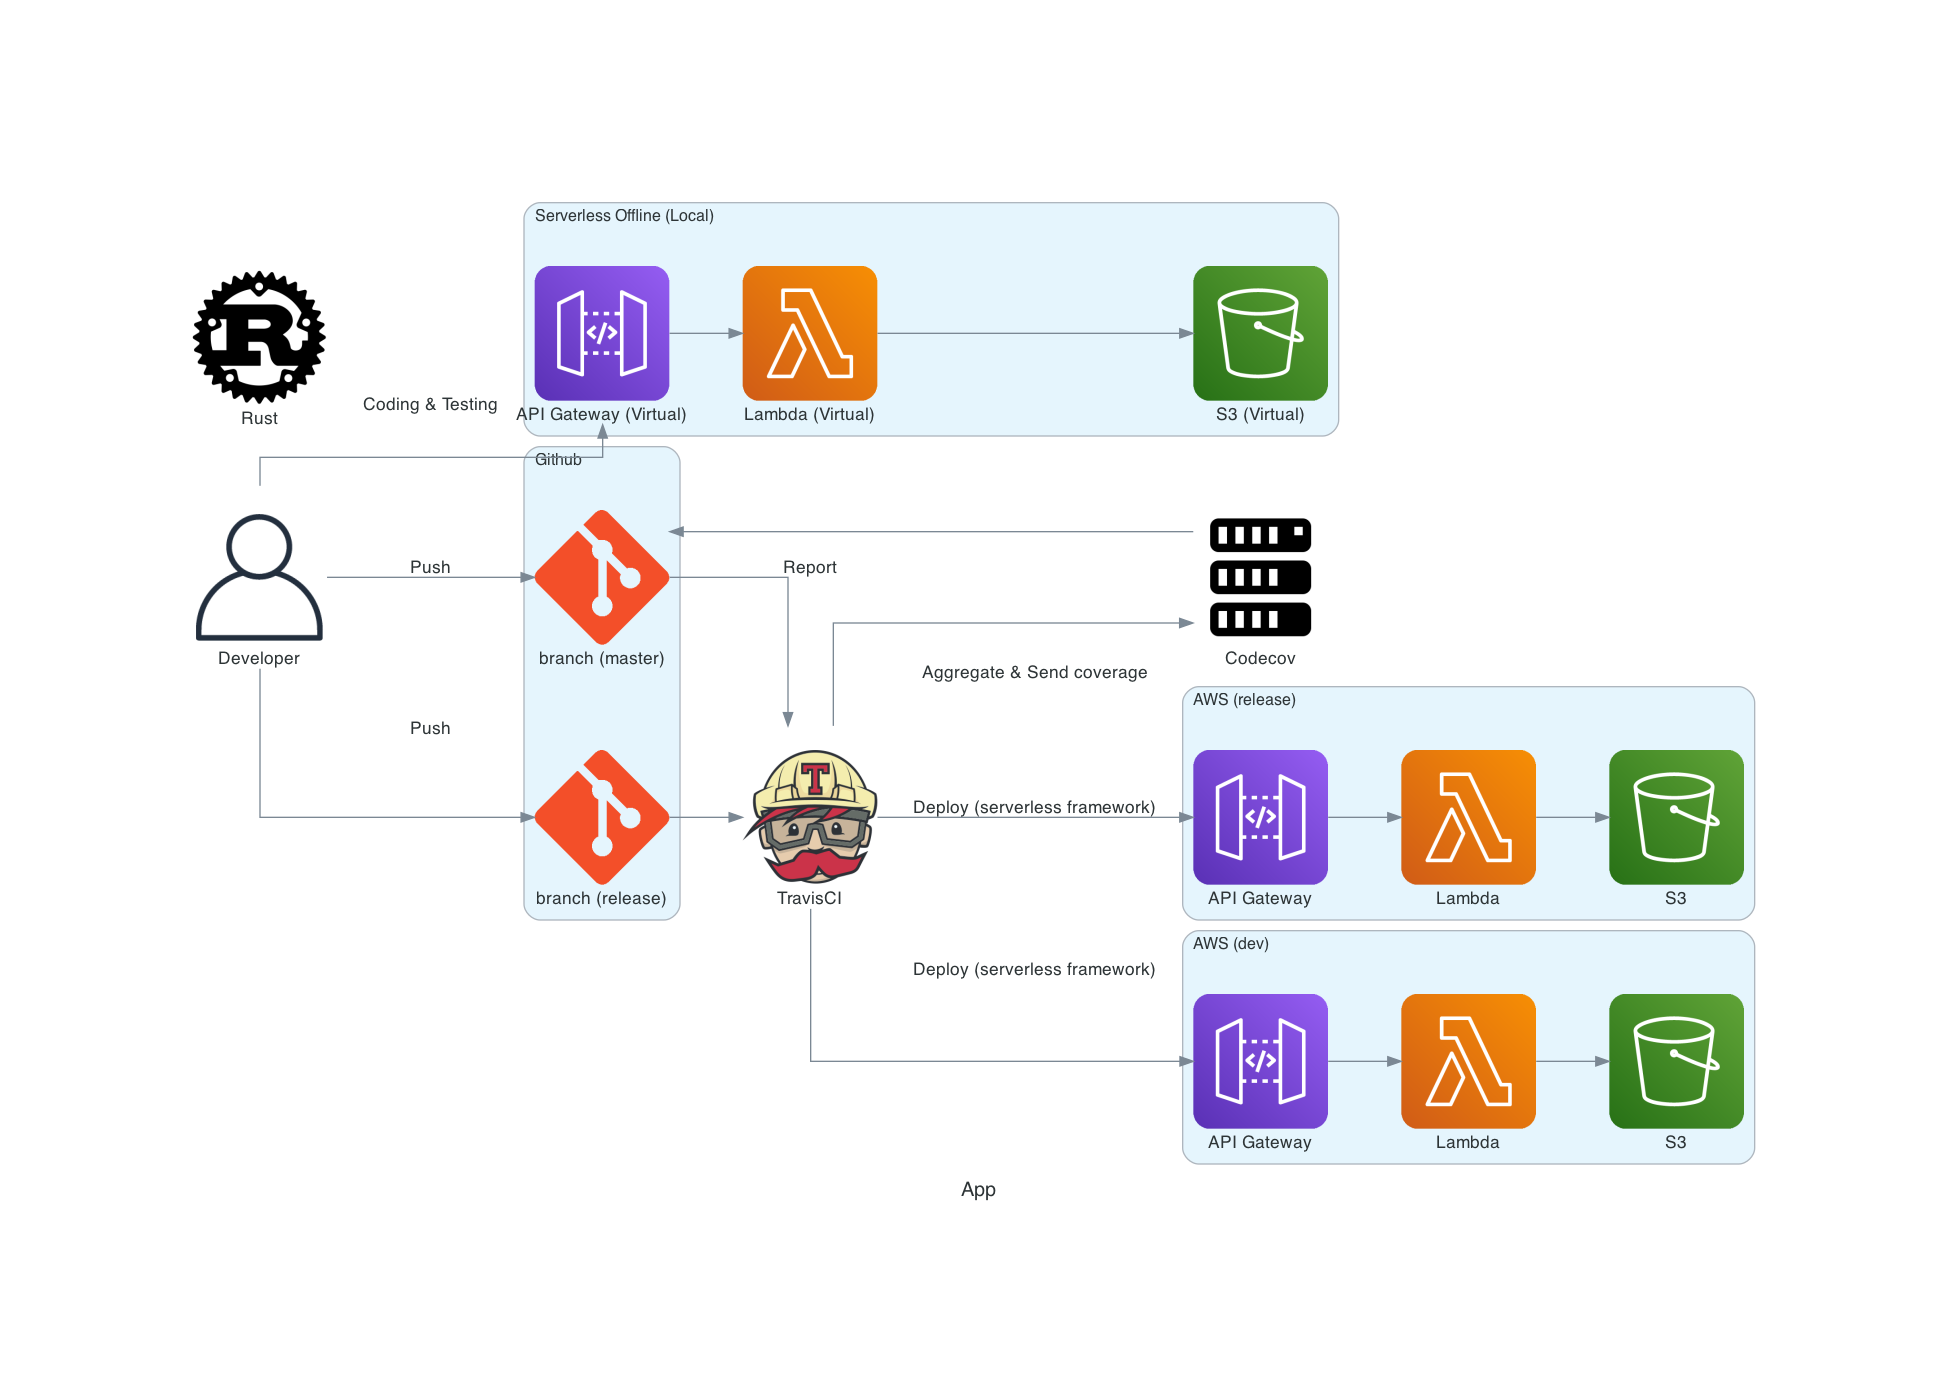 Serverless Offline (Local)
API Gateway (Virtual)
Lambda (Virtual)
S3 (Virtual)
R
Rust
Coding & Testing
Github
Developer
Push
Push
branch (master)
branch (release)
Report
Codecov
Aggregate & Send coverage
T
TravisCI
Deploy (serverless framework)
Deploy (serverless framework)
AWS (release)
API Gateway
Lambda
S3
AWS (dev)
API Gateway
Lambda
S3
App